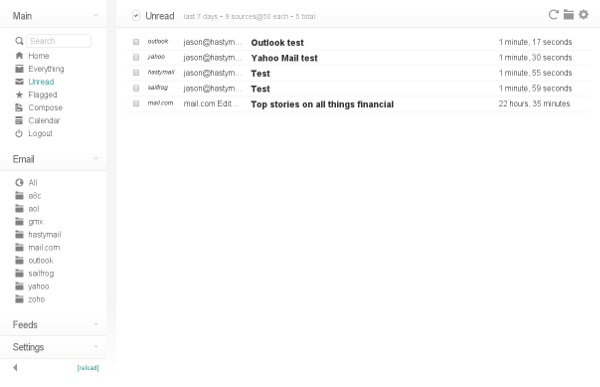 Main
Search
Home
Everything
Unread
Flagged
Compose
Calendar
Logout
Email
All
a8c
aol
gmx
hastymail
mail.com
outlook
sailfrog
yahoo
zoho
Feeds
Settings
[reload]
Unread last 7 days - 9 sources@50 each - 5 total
outlook jason@hastym... Outlook test 1 minute, 17 seconds
yahoo jason@hastym... Yahoo Mail test 1 minute, 30 seconds
hastymail jason@hastym... Test 1 minute, 55 seconds
sailfrog jason@hastym... Test 1 minute, 59 seconds
mail.com mail.com Edit... Top stories on all things financial 22 hours, 35 minutes